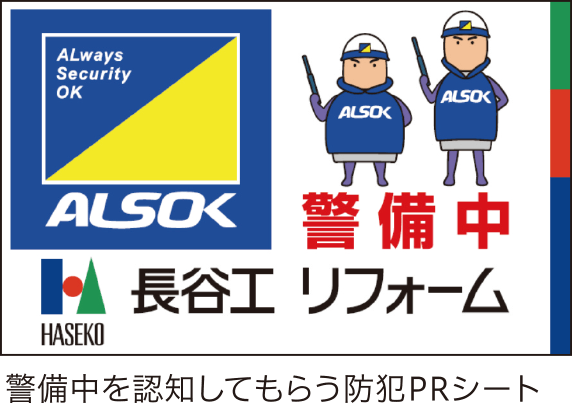 ALways
Security
OK
ALSOK
ALSOK
ALSOK
警備中
HASEKO
長谷工 リフォーム
警備中を認知してもらう防犯PRシート